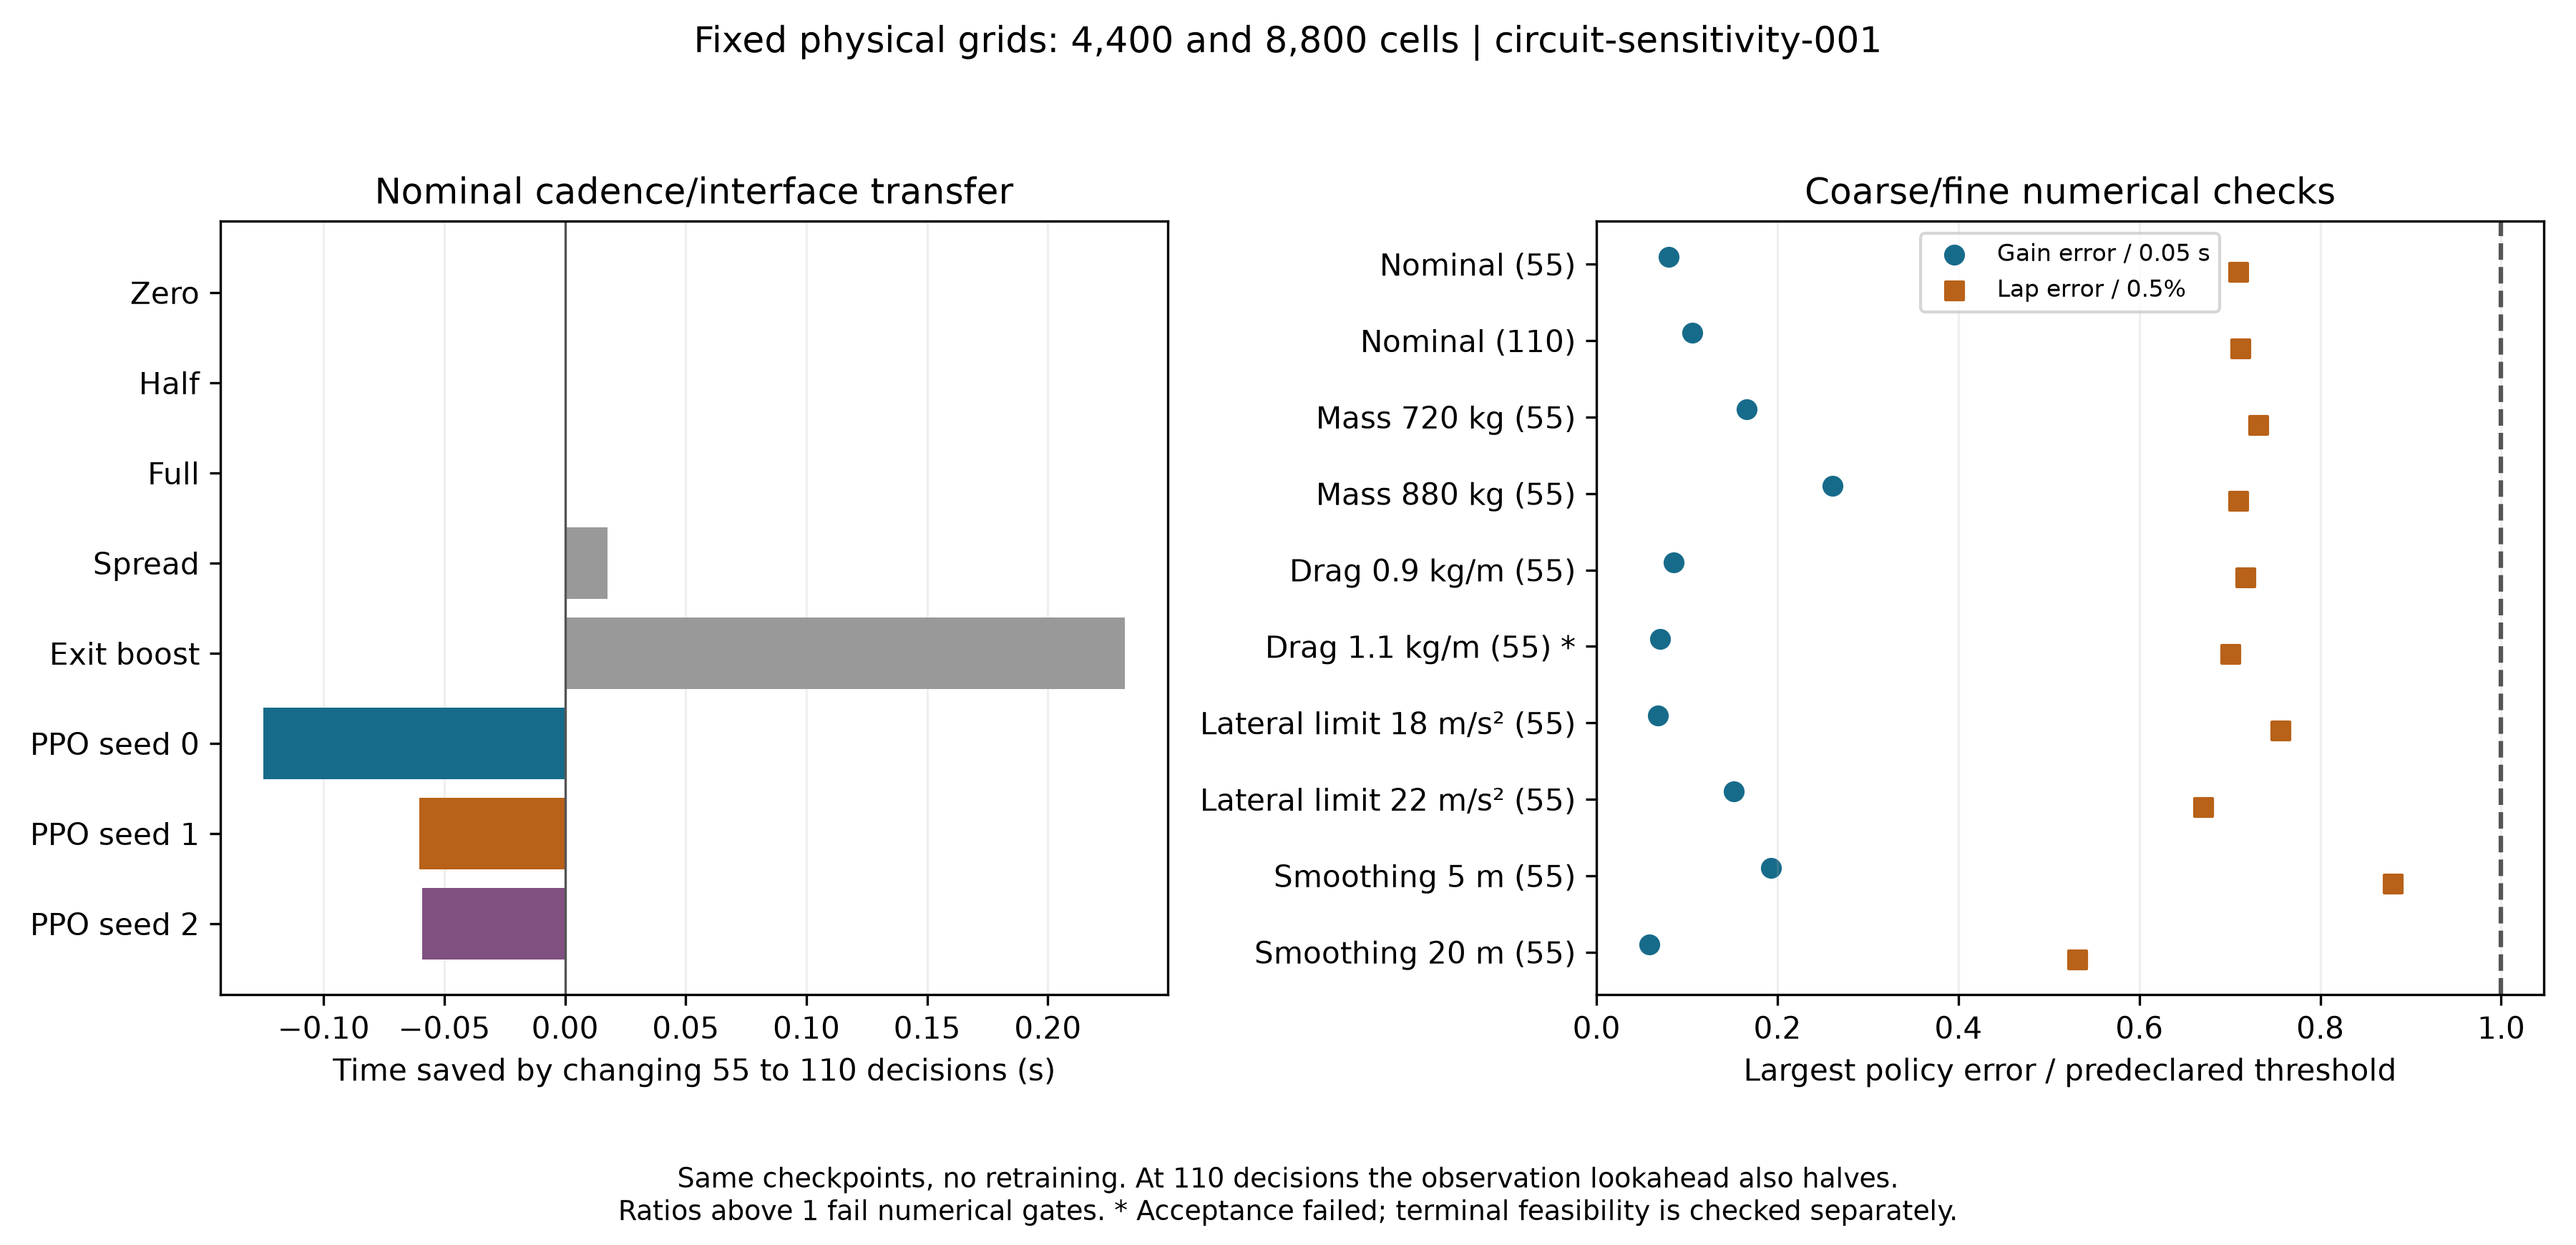 Fixed physical grids: 4,400 and 8,800 cells | circuit-sensitivity-001
Nominal cadence/interface transfer
Zero
Half
Full
Spread
Exit boost
PPO seed 0
PPO seed 1
PPO seed 2
−0.10 −0.05 0.00 0.05 0.10 0.15 0.20
Time saved by changing 55 to 110 decisions (s)
Coarse/fine numerical checks
Gain error / 0.05 s
Lap error / 0.5%
Nominal (55)
Nominal (110)
Mass 720 kg (55)
Mass 880 kg (55)
Drag 0.9 kg/m (55)
Drag 1.1 kg/m (55) *
Lateral limit 18 m/s² (55)
Lateral limit 22 m/s² (55)
Smoothing 5 m (55)
Smoothing 20 m (55)
0.0 0.2 0.4 0.6 0.8 1.0
Largest policy error / predeclared threshold
Same checkpoints, no retraining. At 110 decisions the observation lookahead also halves.
Ratios above 1 fail numerical gates. * Acceptance failed; terminal feasibility is checked separately.